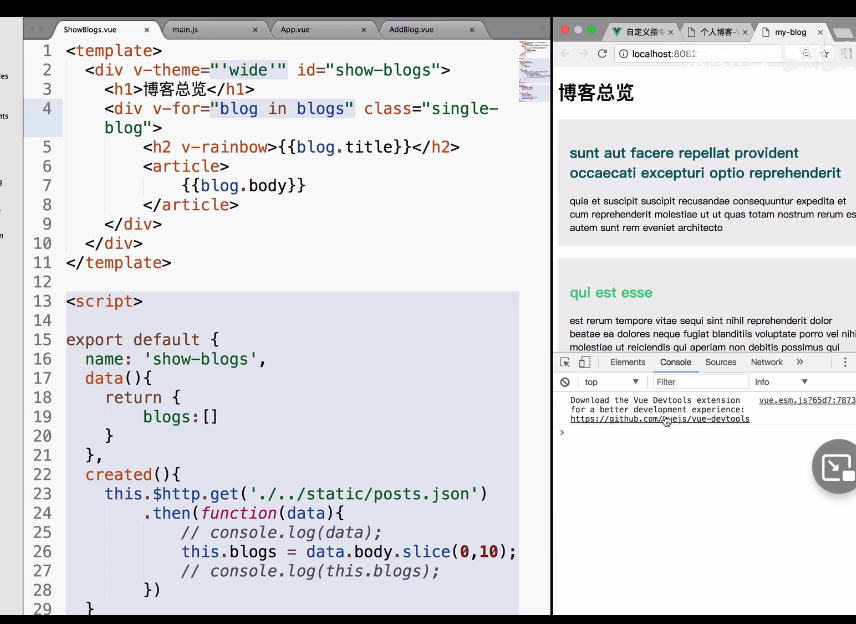 ShowBlogs.vue
main.js
App.vue
AddBlog.vue
1 <template>
2 <div v-theme="'wide'" id="show-blogs">
3 <h1>博客总览</h1>
4 <div v-for="blog in blogs" class="single-
blog">
5 <h2 v-rainbow>{{blog.title}}</h2>
6 <article>
7 {{blog.body}}
8 </article>
9 </div>
10 </div>
11 </template>
12
13 <script>
14
15 export default {
16 name: 'show-blogs',
17 data(){
18 return {
19 blogs:[]
20 }
21 },
22 created(){
23 this.$http.get('./../static/posts.json')
24 .then(function(data){
25 // console.log(data);
26 this.blogs = data.body.slice(0,10);
27 // console.log(this.blogs);
28 })
29 }
自定义指
个人博客-
my-blog
localhost:8082
博客总览
sunt aut facere repellat provident
occaecati excepturi optio reprehenderit
quia et suscipit suscipit recusandae consequuntur expedita et
cum reprehenderit molestiae ut ut quas totam nostrum rerum es
autem sunt rem eveniet architecto
qui est esse
est rerum tempore vitae sequi sint nihil reprehenderit dolor
beatae ea dolores neque fugiat blanditiis voluptate porro vel nihi
molestiae ut reiciendis qui aperiam non debitis possimus qui
Elements Console Sources Network
top Filter Info
Download the Vue Devtools extension vue.esm.js?65d7:7873
for a better development experience:
https://github.com/vuejs/vue-devtools